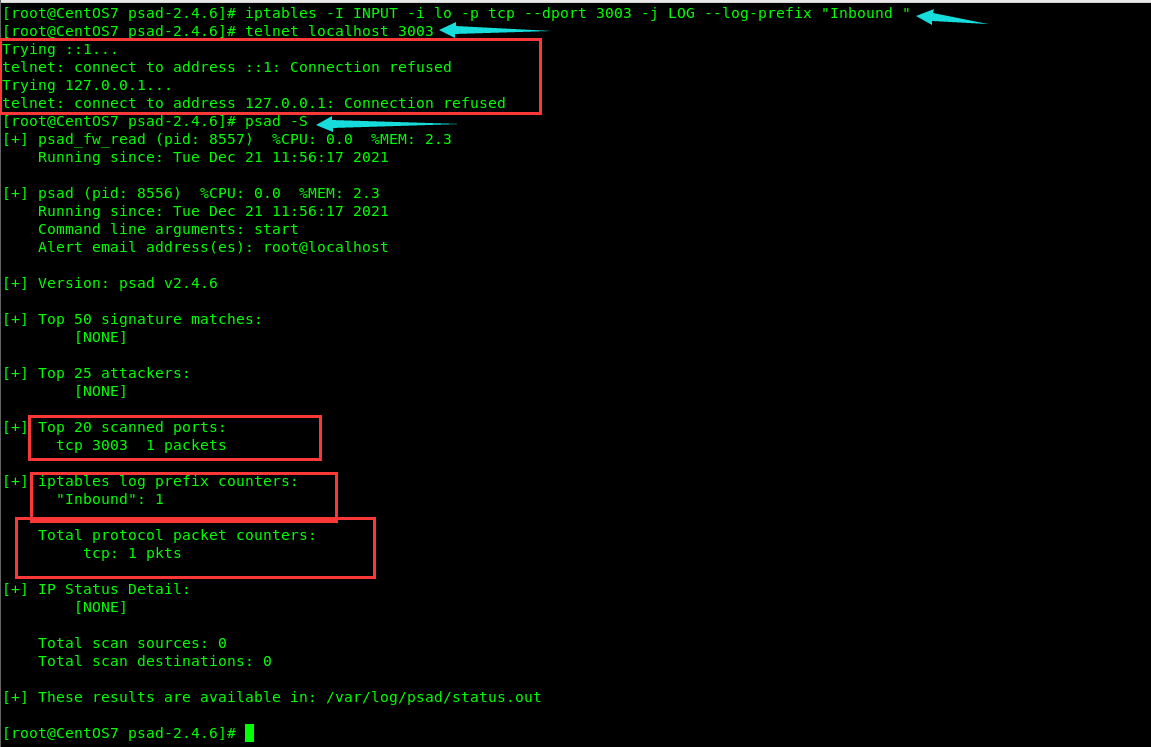 [root@CentOS7 psad-2.4.6]# iptables -I INPUT -i lo -p tcp --dport 3003 -j LOG --log-prefix "Inbound "
[root@CentOS7 psad-2.4.6]# telnet localhost 3003
Trying ::1...
telnet: connect to address ::1: Connection refused
Trying 127.0.0.1...
telnet: connect to address 127.0.0.1: Connection refused
[root@CentOS7 psad-2.4.6]# psad -S
[+] psad_fw_read (pid: 8557)  %CPU: 0.0  %MEM: 2.3
    Running since: Tue Dec 21 11:56:17 2021
[+] psad (pid: 8556)  %CPU: 0.0  %MEM: 2.3
    Running since: Tue Dec 21 11:56:17 2021
    Command line arguments: start
    Alert email address(es): root@localhost
[+] Version: psad v2.4.6
[+] Top 50 signature matches:
        [NONE]
[+] Top 25 attackers:
        [NONE]
[+] Top 20 scanned ports:
      tcp 3003  1 packets
[+] iptables log prefix counters:
      "Inbound": 1
    Total protocol packet counters:
         tcp: 1 pkts
[+] IP Status Detail:
        [NONE]
    Total scan sources: 0
    Total scan destinations: 0
[+] These results are available in: /var/log/psad/status.out
[root@CentOS7 psad-2.4.6]#